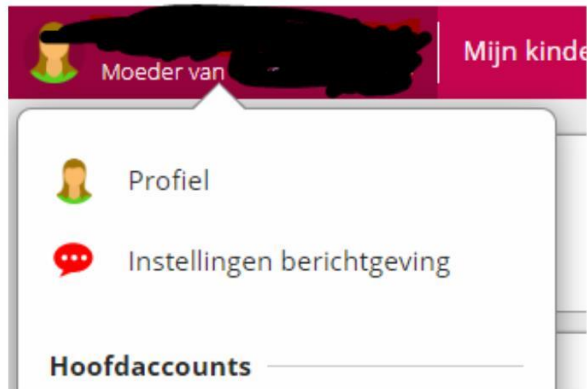 Moeder van
Mijn kinde
Profiel
Instellingen berichtgeving
Hoofdaccounts